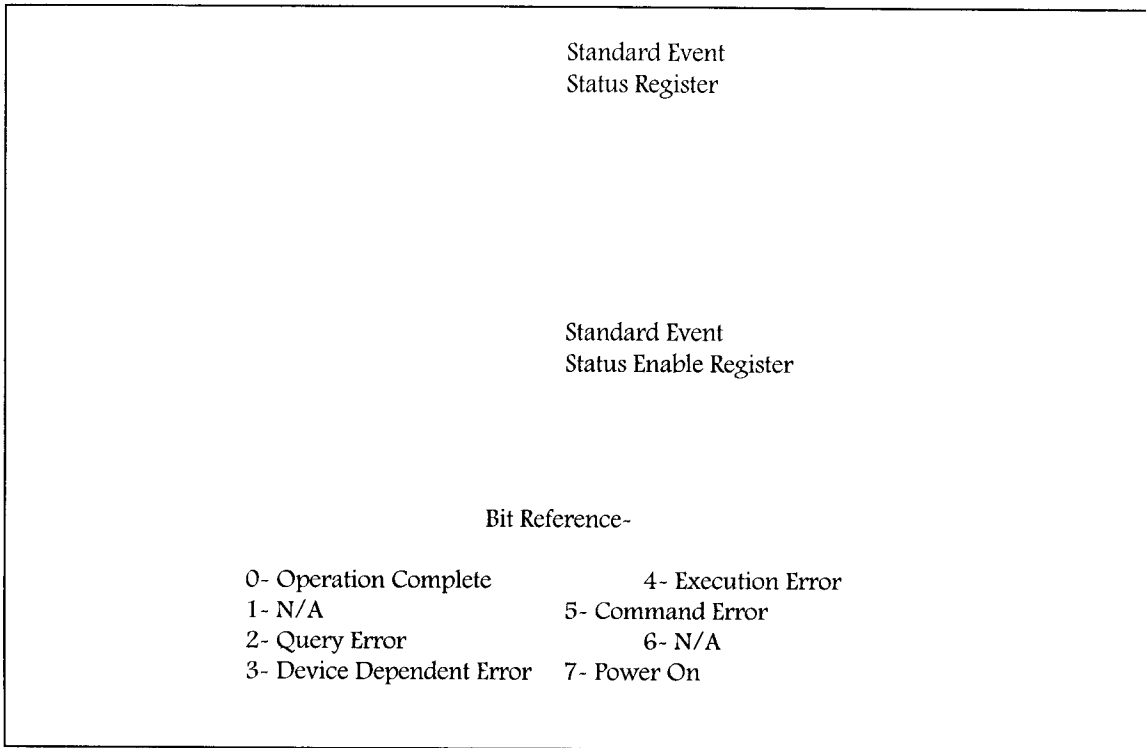 Standard Event
Status Register
Standard Event
Status Enable Register
Bit Reference-
0- Operation Complete 4- Execution Error
1- N/A 5- Command Error
2- Query Error 6- N/A
3- Device Dependent Error 7- Power On